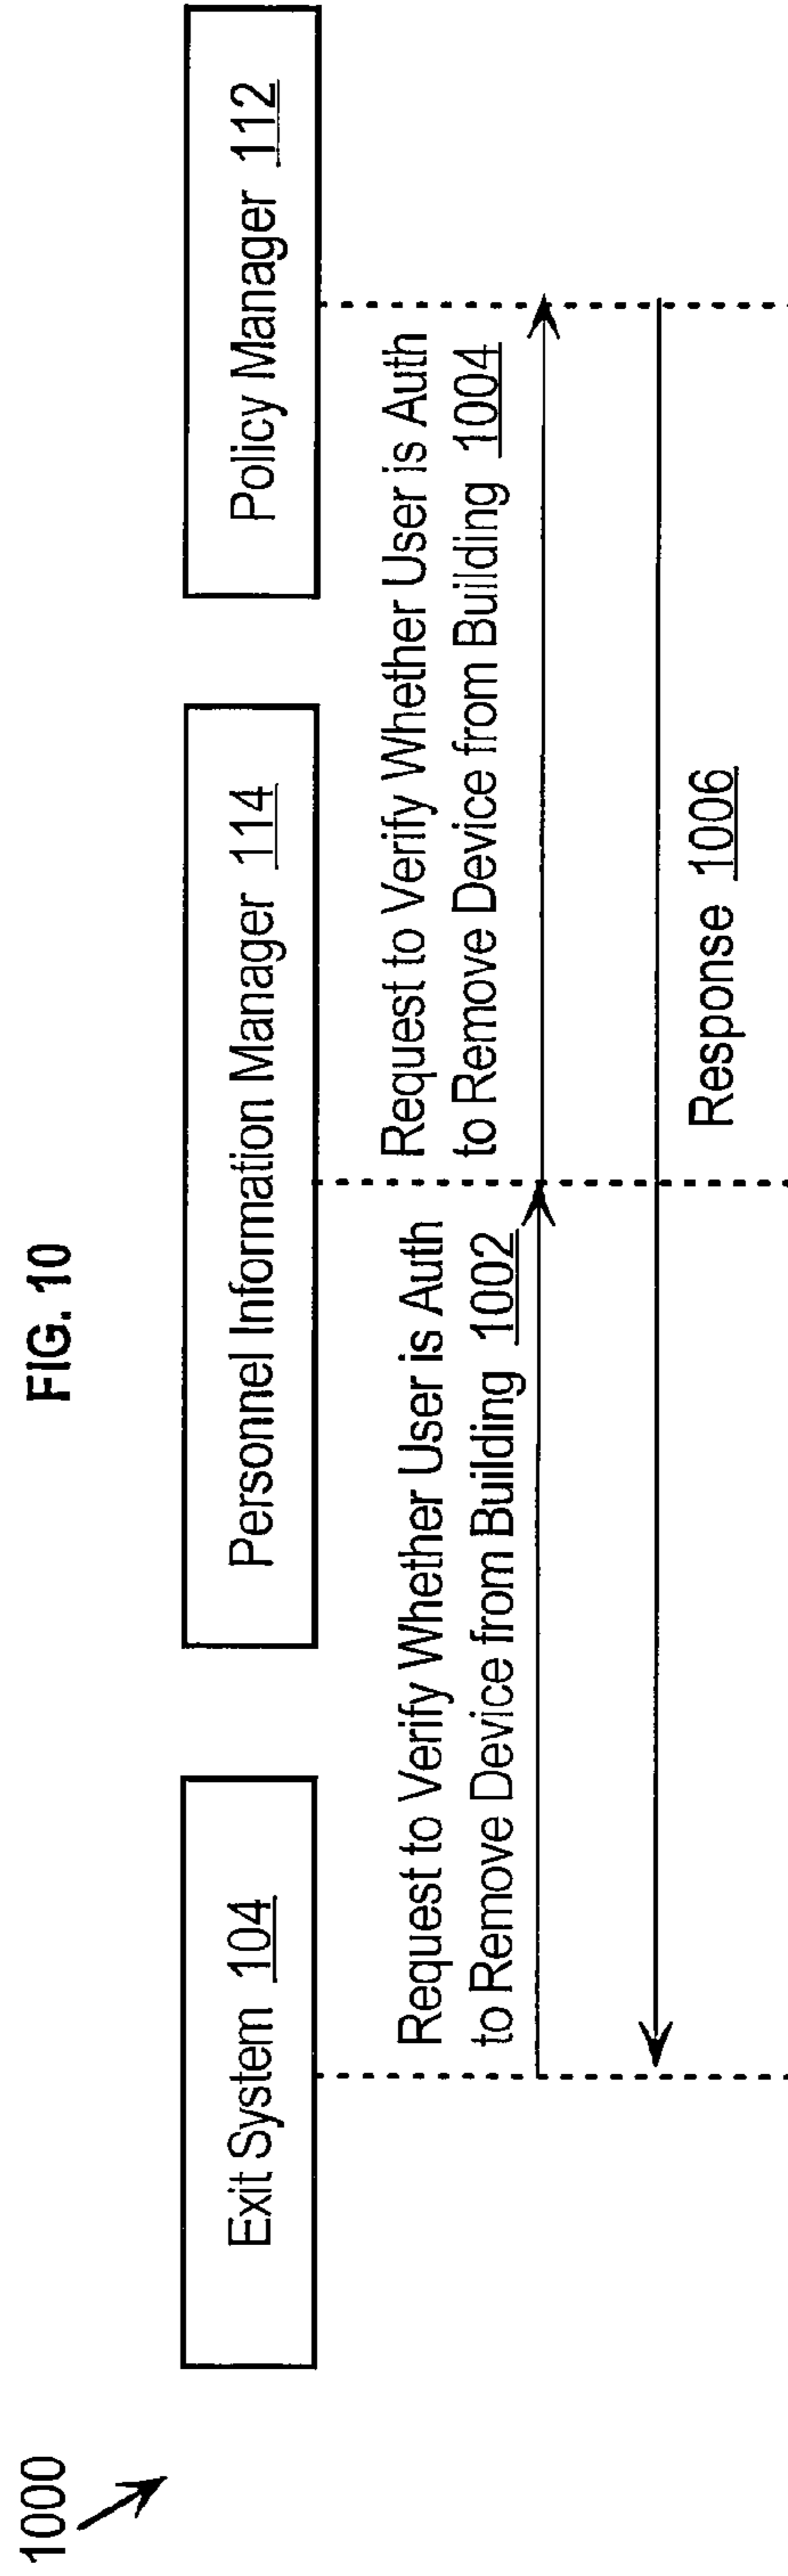 FIG. 10
1000
Exit System 104
Personnel Information Manager 114
Policy Manager 112
Request to Verify Whether User is Auth
to Remove Device from Building 1002
Request to Verify Whether User is Auth
to Remove Device from Building 1004
Response 1006